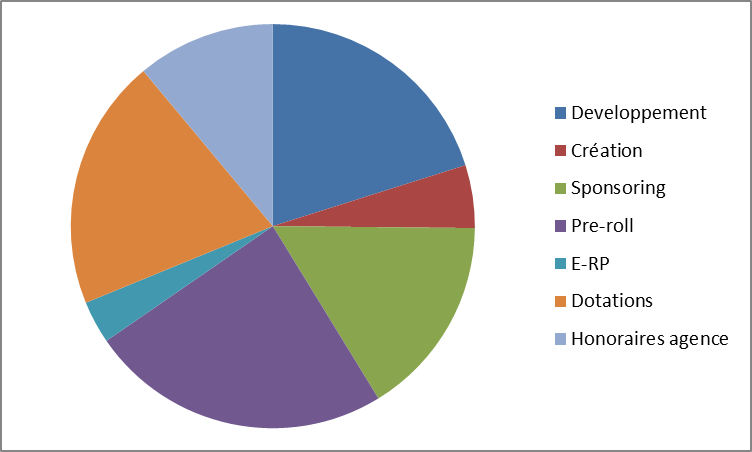 Developpement
Création
Sponsoring
Pre-roll
E-RP
Dotations
Honoraires agence